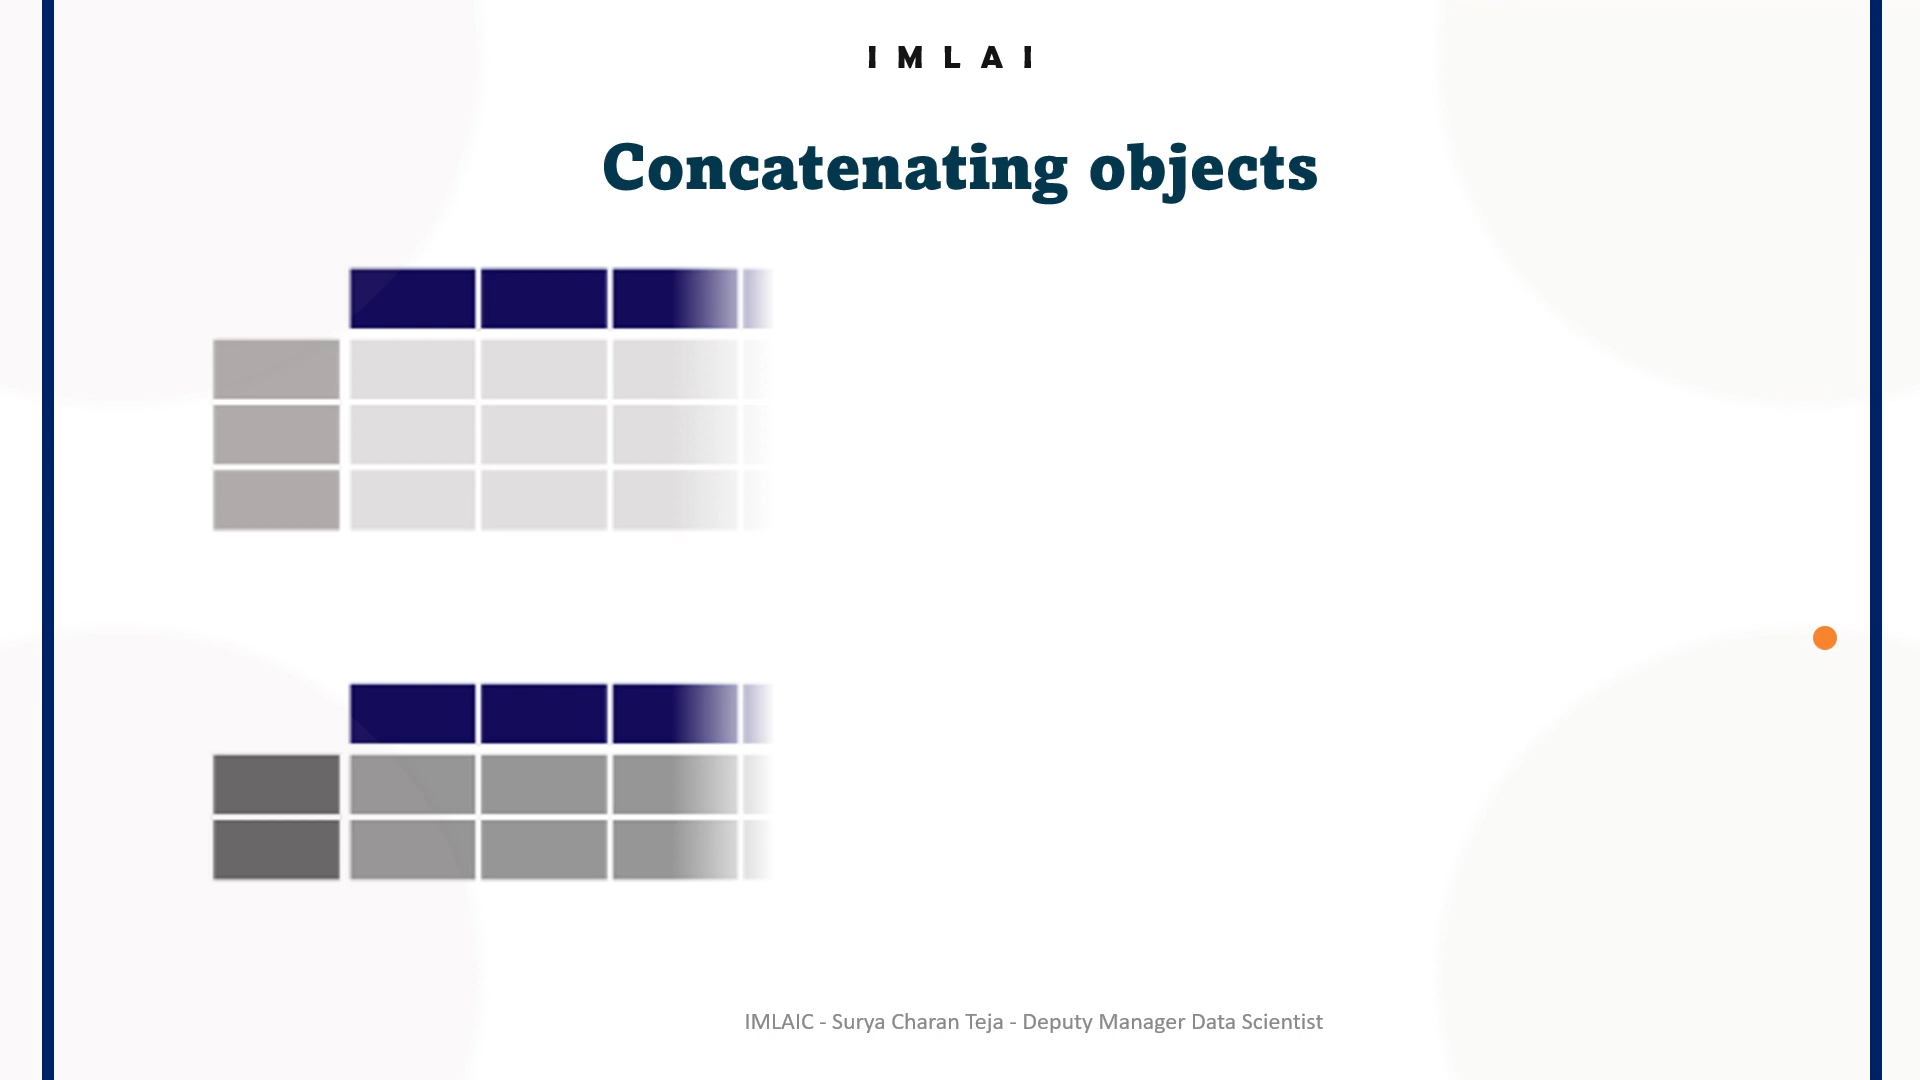 IMLAI
Concatenating objects
IMLAIC - Surya Charan Teja - Deputy Manager Data Scientist